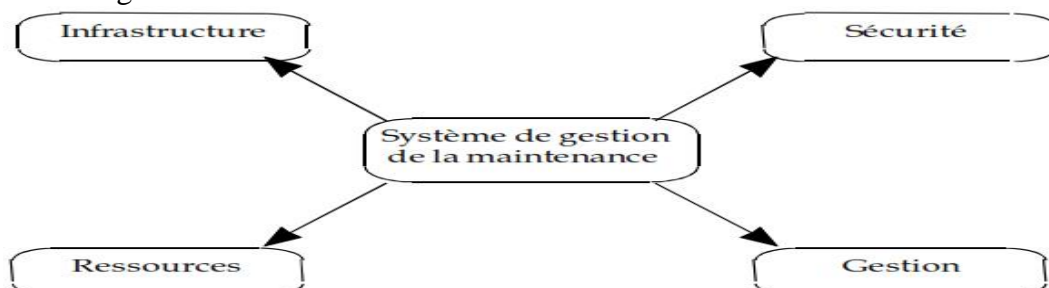 Infrastructure
Sécurité
Système de gestion
de la maintenance
Ressources
Gestion